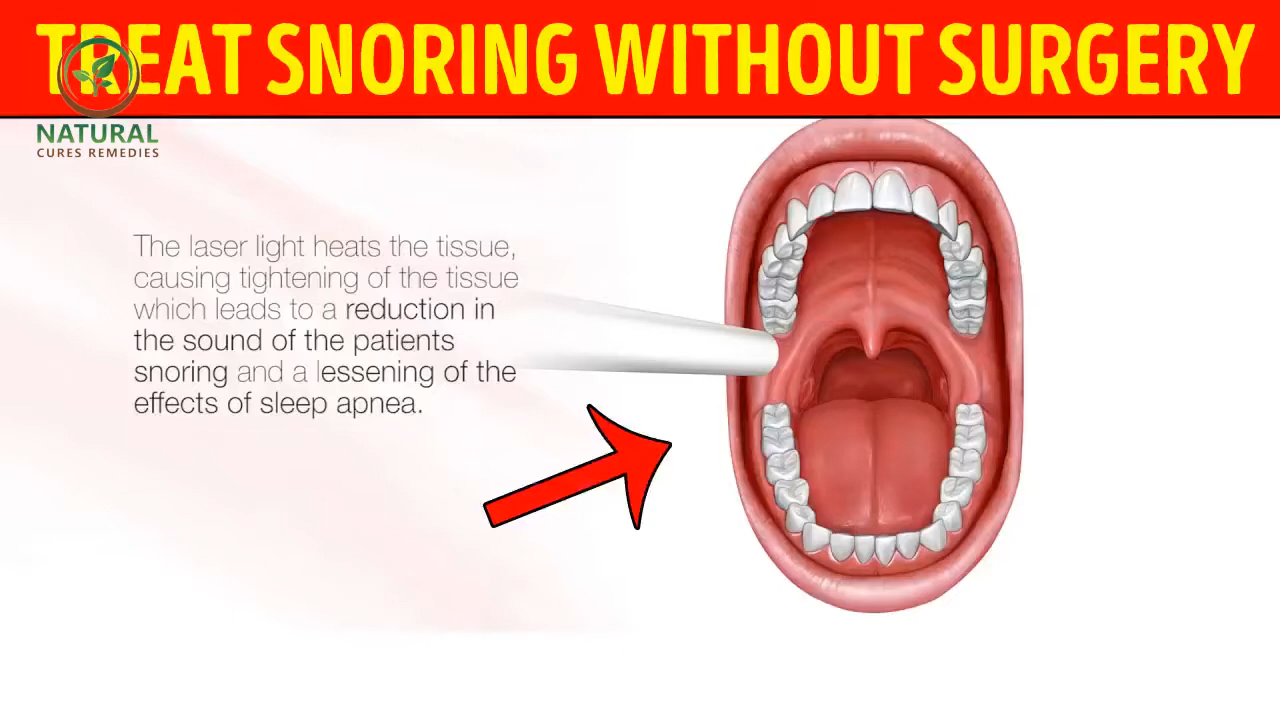 TREAT SNORING WITHOUT SURGERY
NATURAL
CURES REMEDIES
The laser light heats the tissue,
causing tightening of the tissue
which leads to a reduction in
the sound of the patients
snoring and a lessening of the
effects of sleep apnea.